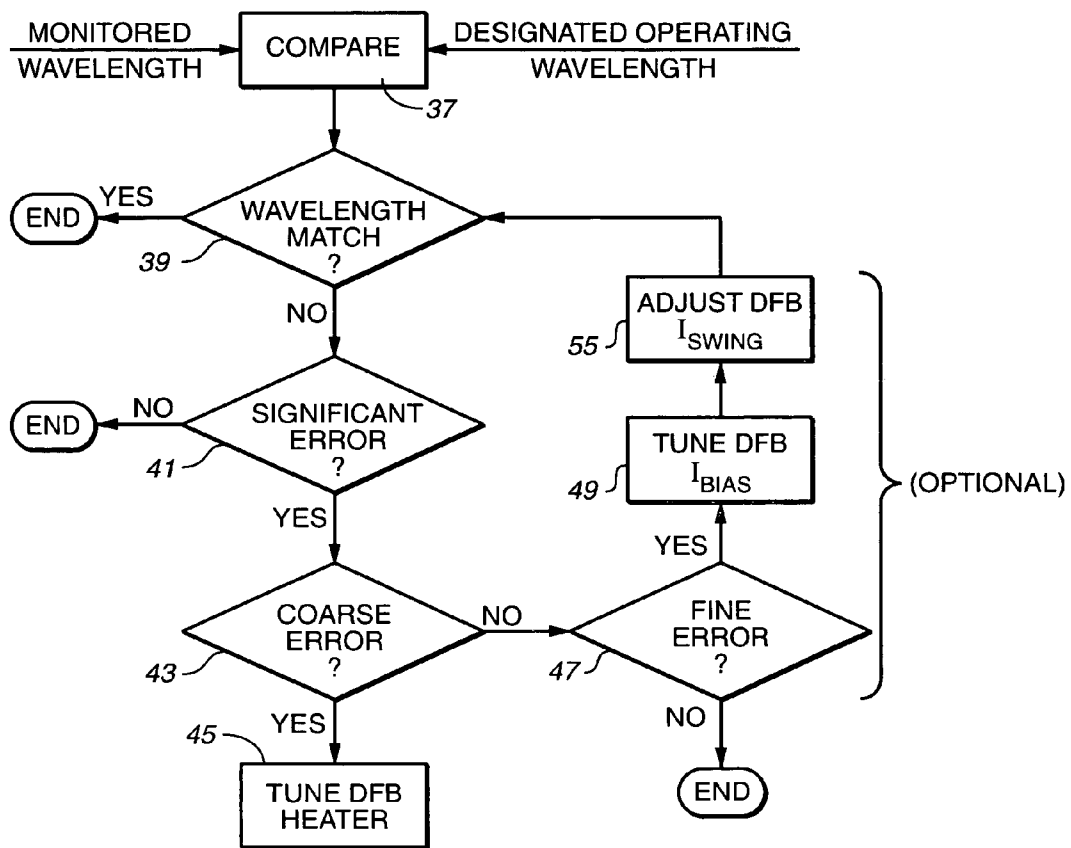 MONITORED
WAVELENGTH
COMPARE
DESIGNATED OPERATING
WAVELENGTH
37
YES
END
WAVELENGTH
MATCH
?
39
NO
ADJUST DFB
I SWING
55
NO
END
SIGNIFICANT
ERROR
?
41
TUNE DFB
I BIAS
49
(OPTIONAL)
YES
YES
COARSE
ERROR
?
43
NO
FINE
ERROR
?
47
YES
NO
45
TUNE DFB
HEATER
END